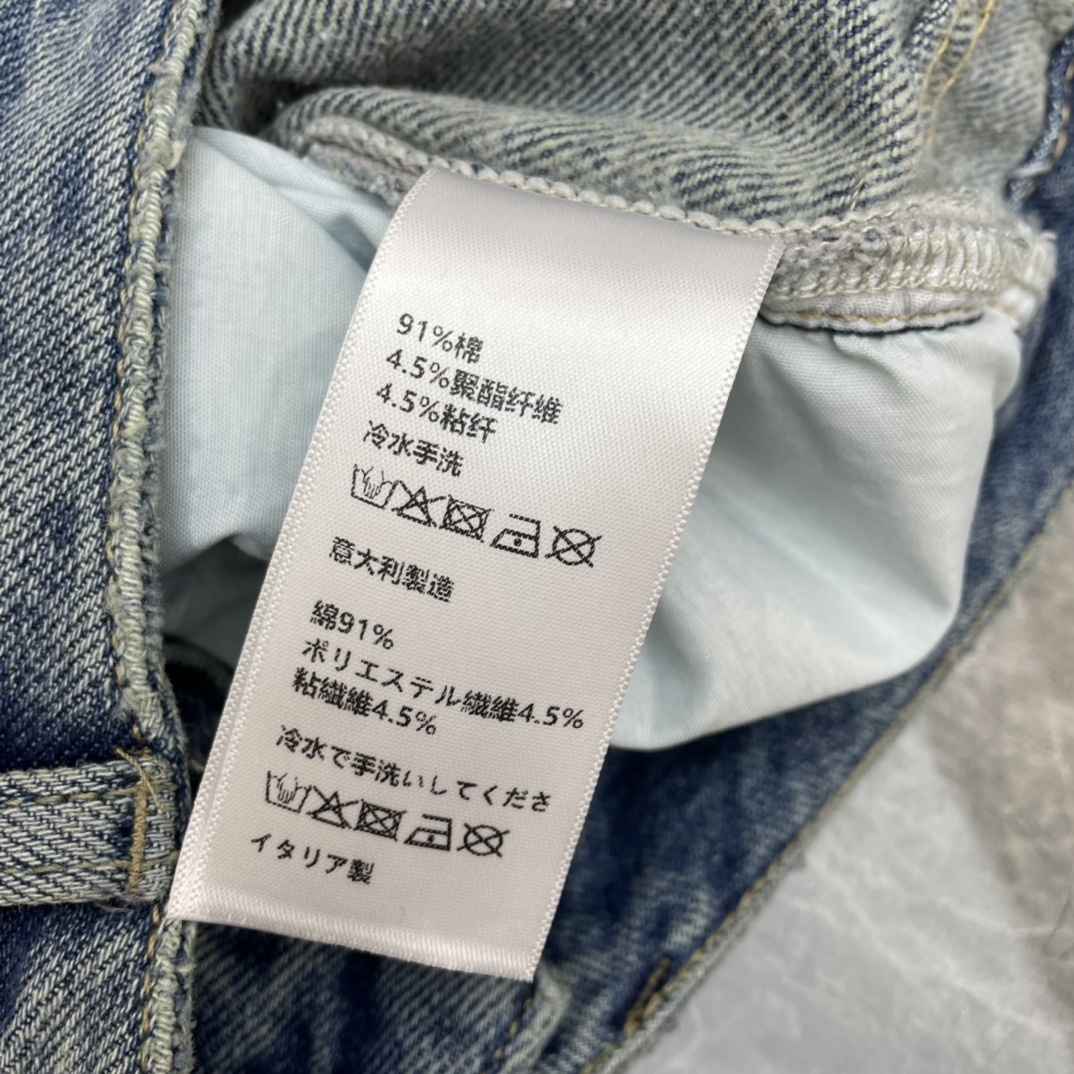 91%棉
4.5%聚酯纤维
4.5%粘纤
冷水手洗
意大利製造
綿91%
ポリエステル繊維4.5%
粘繊維4.5%
冷水で手洗いしてくださ
イタリア製